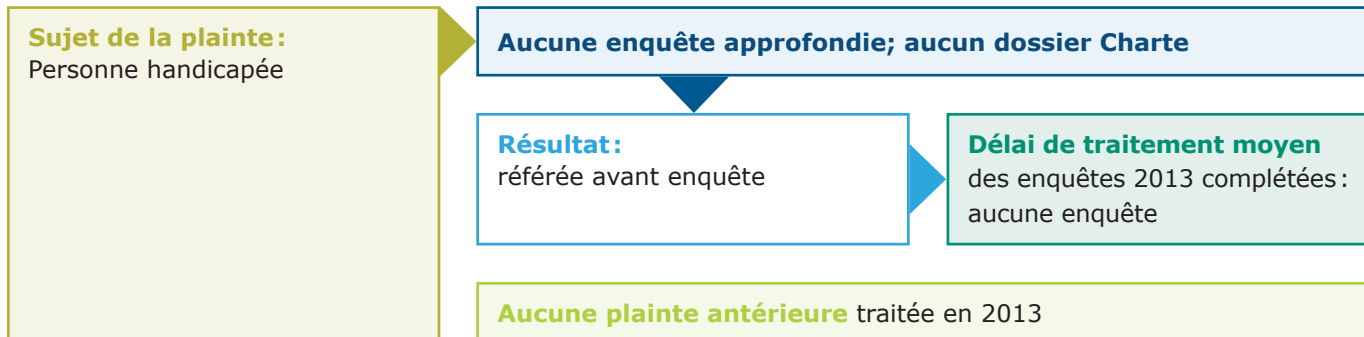 Sujet de la plainte :
Personne handicapée
Aucune enquête approfondie; aucun dossier Charte
Résultat :
référée avant enquête
Délai de traitement moyen
des enquêtes 2013 complétées :
aucune enquête
Aucune plainte antérieure traitée en 2013